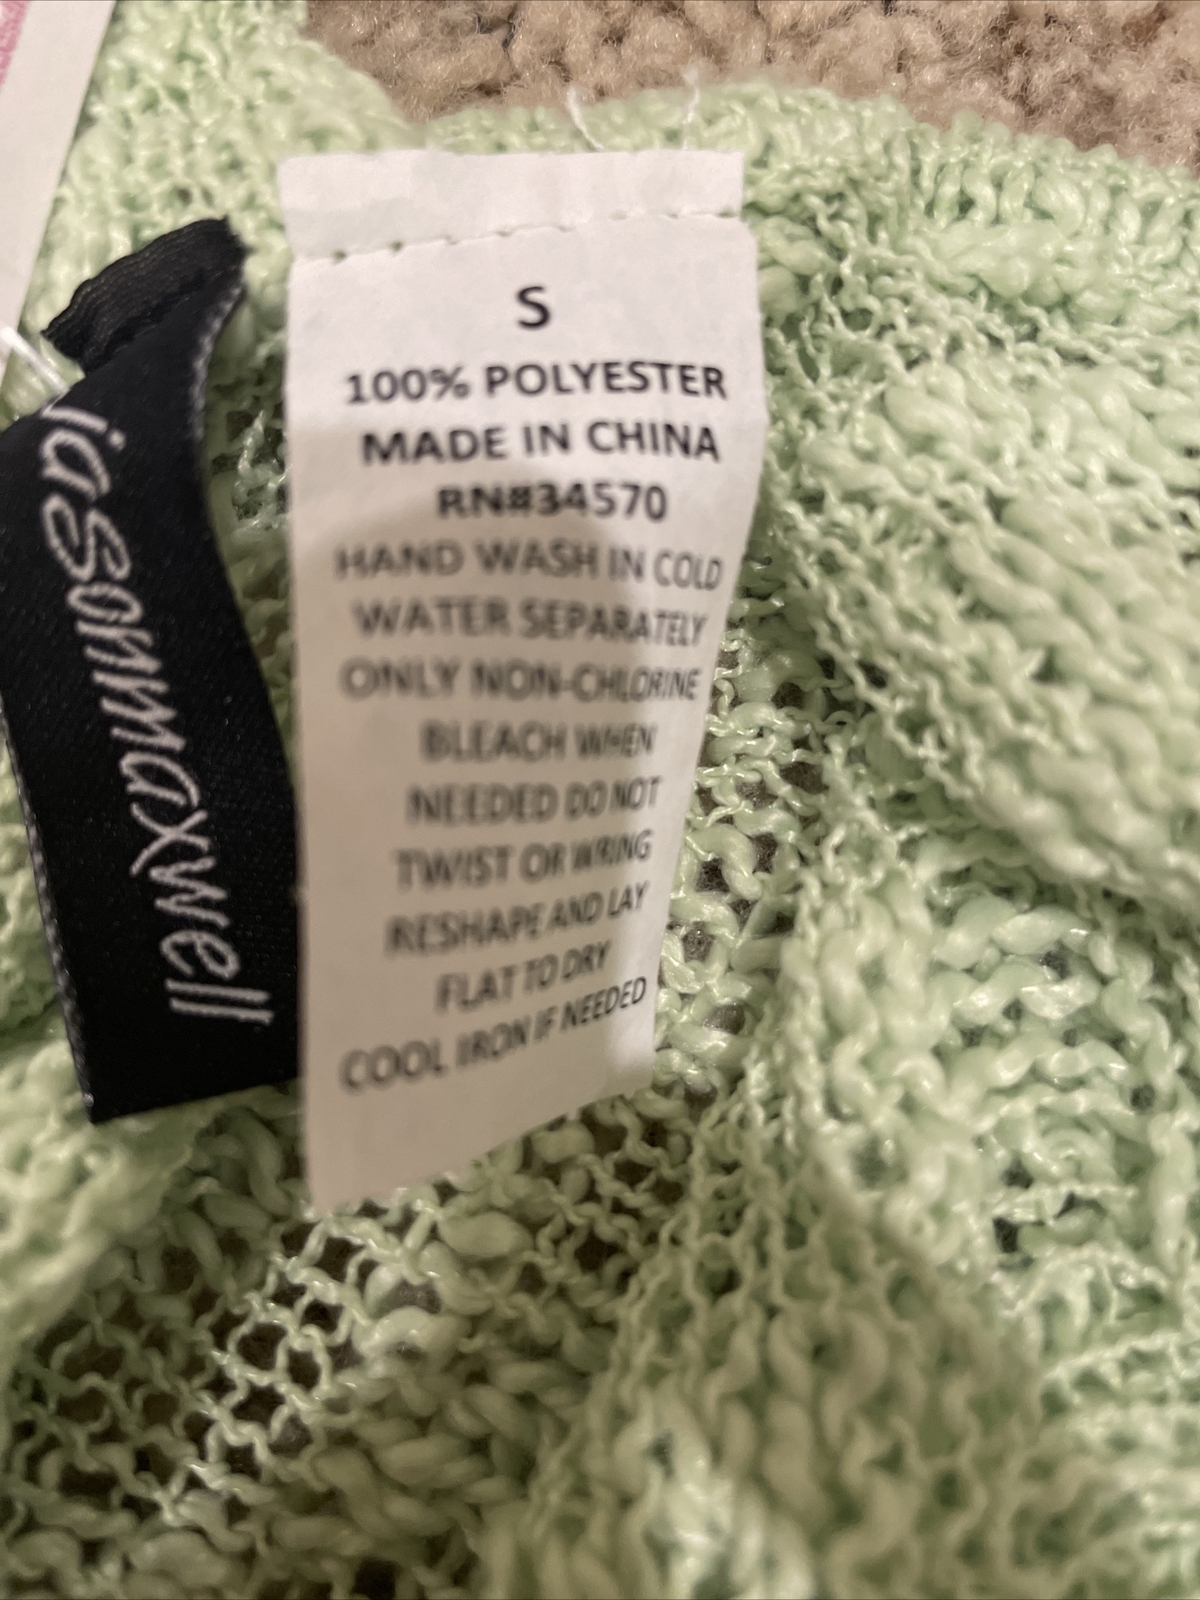 jasonmaxwell
S
100% POLYESTER
MADE IN CHINA
RN#34570
HAND WASH IN COLD
WATER SEPARATELY
ONLY NON-CHLORINE
BLEACH WHEN
NEEDED DO NOT
TWIST OR WRING
RESHAPE AND LAY
FLAT TO DRY
COOL IRON IF NEEDED